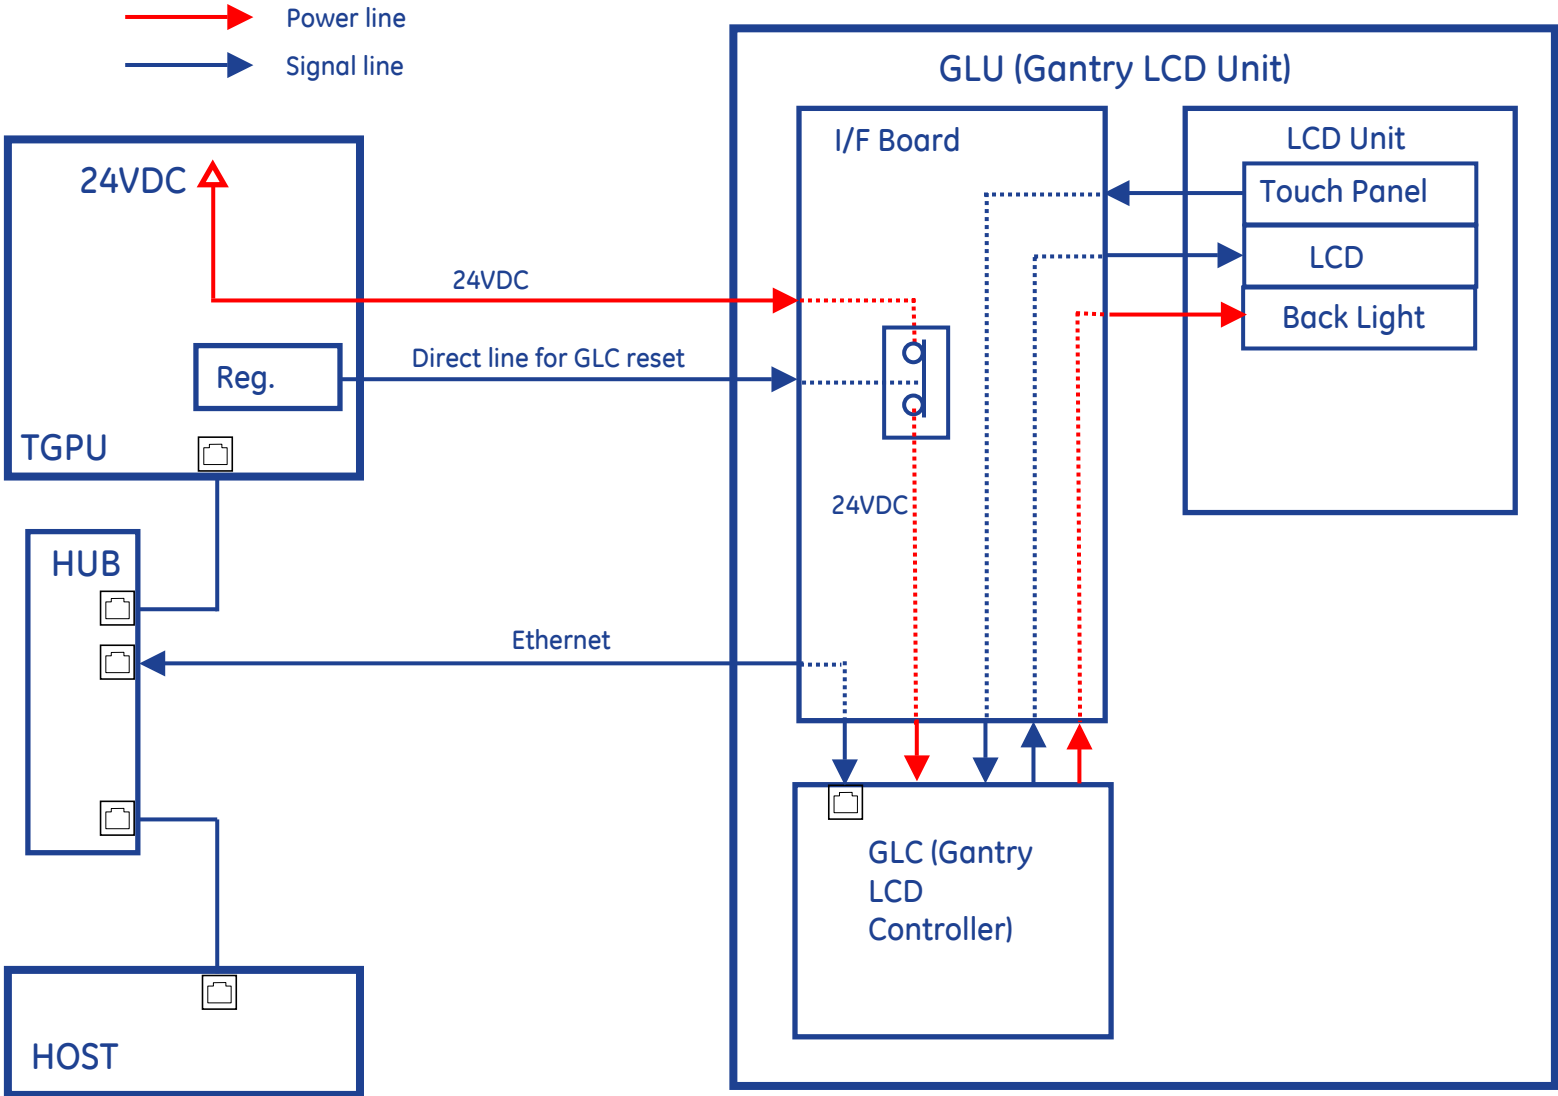 Power line
Signal line
GLU (Gantry LCD Unit)
I/F Board
LCD Unit
Touch Panel
LCD
Back Light
24VDC
24VDC
Direct line for GLC reset
Reg.
TGPU
24VDC
HUB
Ethernet
GLC (Gantry
LCD
Controller)
HOST